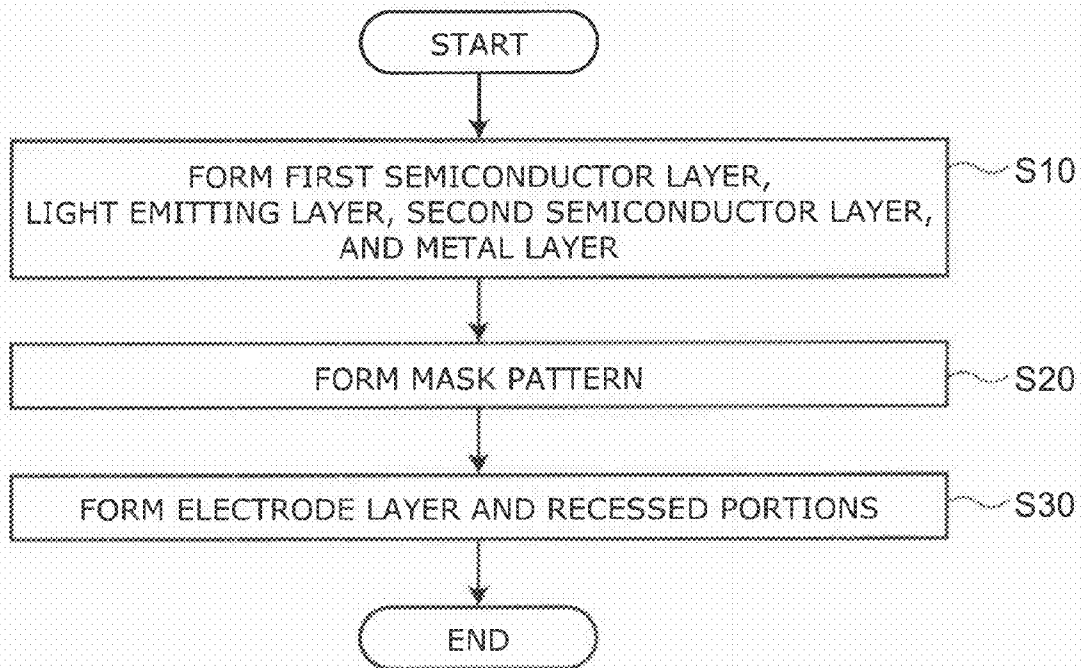 START
FORM FIRST SEMICONDUCTOR LAYER,
LIGHT EMITTING LAYER, SECOND SEMICONDUCTOR LAYER,
AND METAL LAYER
S10
FORM MASK PATTERN
S20
FORM ELECTRODE LAYER AND RECESSED PORTIONS
S30
END